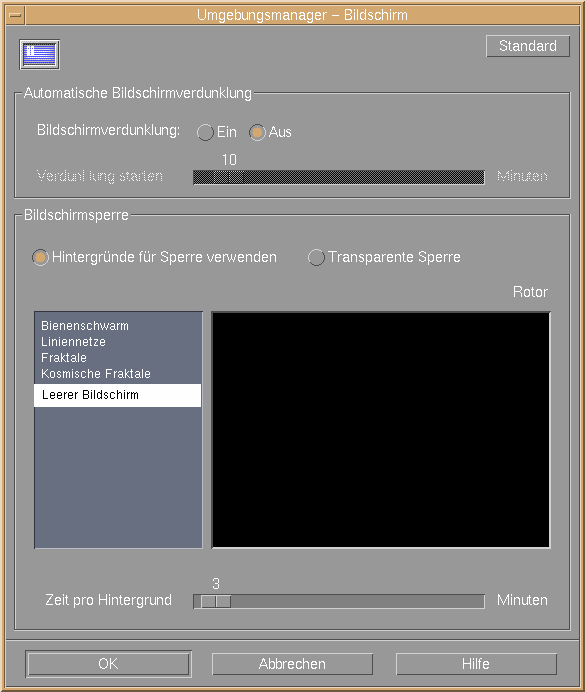 Umgebungsmanager – Bildschirm
Standard
Automatische Bildschirmverdunklung
Bildschirmverdunklung: Ein Aus
10
Verdunklung starten Minuten
Bildschirmsperre
Hintergründe für Sperre verwenden Transparente Sperre
Rotor
Bienenschwarm
Liniennetze
Fraktale
Kosmische Fraktale
Leerer Bildschirm
3
Zeit pro Hintergrund Minuten
OK Abbrechen Hilfe